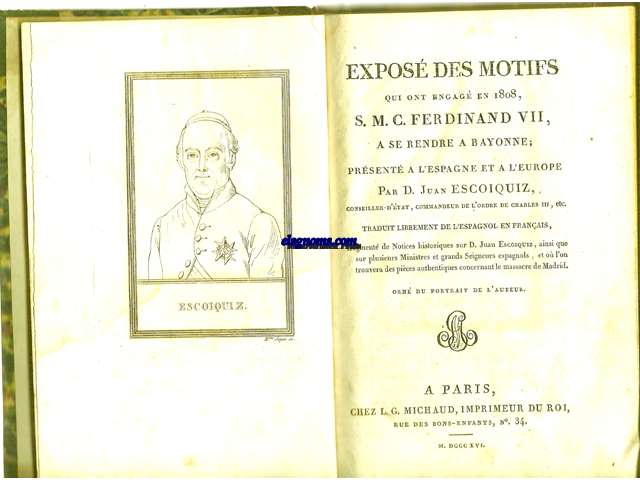 ESCOIQUIZ.
EXPOSÉ DES MOTIFS
QUI ONT ENGAGÉ EN 1808,
S. M. C. FERDINAND VII,
A SE RENDRE A BAYONNE;
PRÉSENTÉ A L'ESPAGNE ET A L'EUROPE
PAR D. JUAN ESCOIQUIZ,
CONSEILLER-D'ÉTAT, COMMANDEUR DE L'ORDRE DE CHARLES III, etc.
TRADUIT LIBREMENT DE L'ESPAGNOL EN FRANÇAIS,
elgnomo.com
de Notices historiques sur D. Juan Escoiquiz, ainsi que
sur plusieurs Ministres et grands Seigneurs espagnols, et où l'on
trouvera des pièces authentiques concernant le massacre de Madrid.
ORNÉ DU PORTRAIT DE L'AUTEUR.
A PARIS,
CHEZ L. G. MICHAUD, IMPRIMEUR DU ROI,
RUE DES BONS-ENFANTS, N°. 34.
M. DCCC XVI.